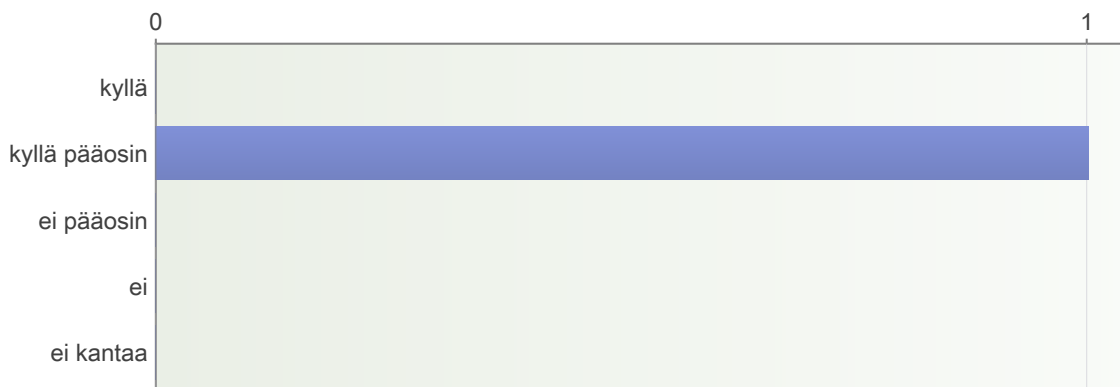 0 1
kyllä
kyllä pääosin
ei pääosin
ei
ei kantaa